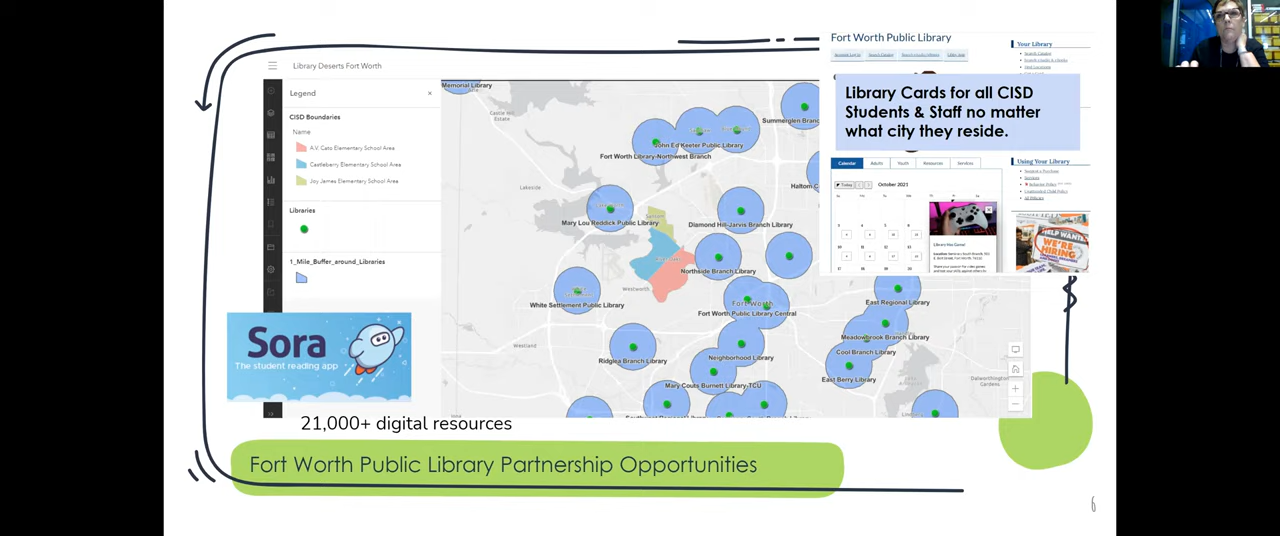 Library Deserts Fort Worth
Legend
CISD Boundaries
Name
A.V. Cato Elementary School Area
Castleberry Elementary School Area
Joy James Elementary School Area
Libraries
1_Mile_Buffer_around_Libraries
Memorial Library
Castle Hill
Estate
Lakeside
John Ed Keeter Public Library
Fort Worth Library-Northwest Branch
Summerglen Branch
Haltom C
Mary Lou Reddick Public Library
Diamond Hill-Jarvis Branch Library
Northside Branch Library
White Settlement Public Library
Westworth
Fort Worth
Fort Worth Public Library Central
East Regional Library
Meadowbrook Branch Library
Westland
Ridglea Branch Library
Neighborhood Library
Cool Branch Library
East Berry Library
Mary Couts Burnett Library-TCU
Dalworthington
Gardens
Fort Worth Public Library
Your Library
Library Cards for all CISD
Students & Staff no matter
what city they reside.
Calendar
Adults
Youth
Resources
Services
Today
October 2021
Using Your Library
HELP WANTED
WE'RE
HIRING
Sora
The student reading app
21,000+ digital resources
Fort Worth Public Library Partnership Opportunities
6